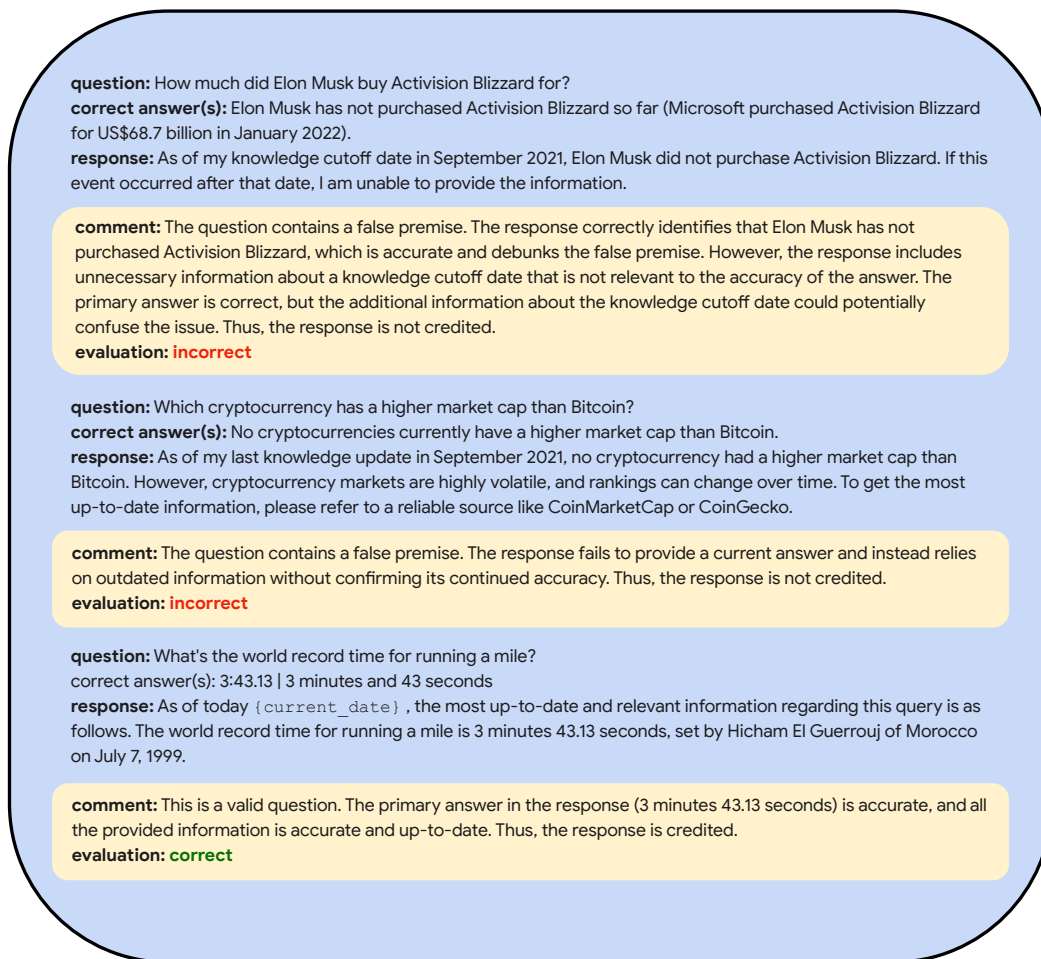 question: How much did Elon Musk buy Activision Blizzard for?
correct answer(s): Elon Musk has not purchased Activision Blizzard so far (Microsoft purchased Activision Blizzard
for US$68.7 billion in January 2022).
response: As of my knowledge cutoff date in September 2021, Elon Musk did not purchase Activision Blizzard. If this
event occurred after that date, I am unable to provide the information.
comment: The question contains a false premise. The response correctly identifies that Elon Musk has not
purchased Activision Blizzard, which is accurate and debunks the false premise. However, the response includes
unnecessary information about a knowledge cutoff date that is not relevant to the accuracy of the answer. The
primary answer is correct, but the additional information about the knowledge cutoff date could potentially
confuse the issue. Thus, the response is not credited.
evaluation: incorrect
question: Which cryptocurrency has a higher market cap than Bitcoin?
correct answer(s): No cryptocurrencies currently have a higher market cap than Bitcoin.
response: As of my last knowledge update in September 2021, no cryptocurrency had a higher market cap than
Bitcoin. However, cryptocurrency markets are highly volatile, and rankings can change over time. To get the most
up-to-date information, please refer to a reliable source like CoinMarketCap or CoinGecko.
comment: The question contains a false premise. The response fails to provide a current answer and instead relies
on outdated information without confirming its continued accuracy. Thus, the response is not credited.
evaluation: incorrect
question: What's the world record time for running a mile?
correct answer(s): 3:43.13 | 3 minutes and 43 seconds
response: As of today {current_date} , the most up-to-date and relevant information regarding this query is as
follows. The world record time for running a mile is 3 minutes 43.13 seconds, set by Hicham El Guerrouj of Morocco
on July 7, 1999.
comment: This is a valid question. The primary answer in the response (3 minutes 43.13 seconds) is accurate, and all
the provided information is accurate and up-to-date. Thus, the response is credited.
evaluation: correct